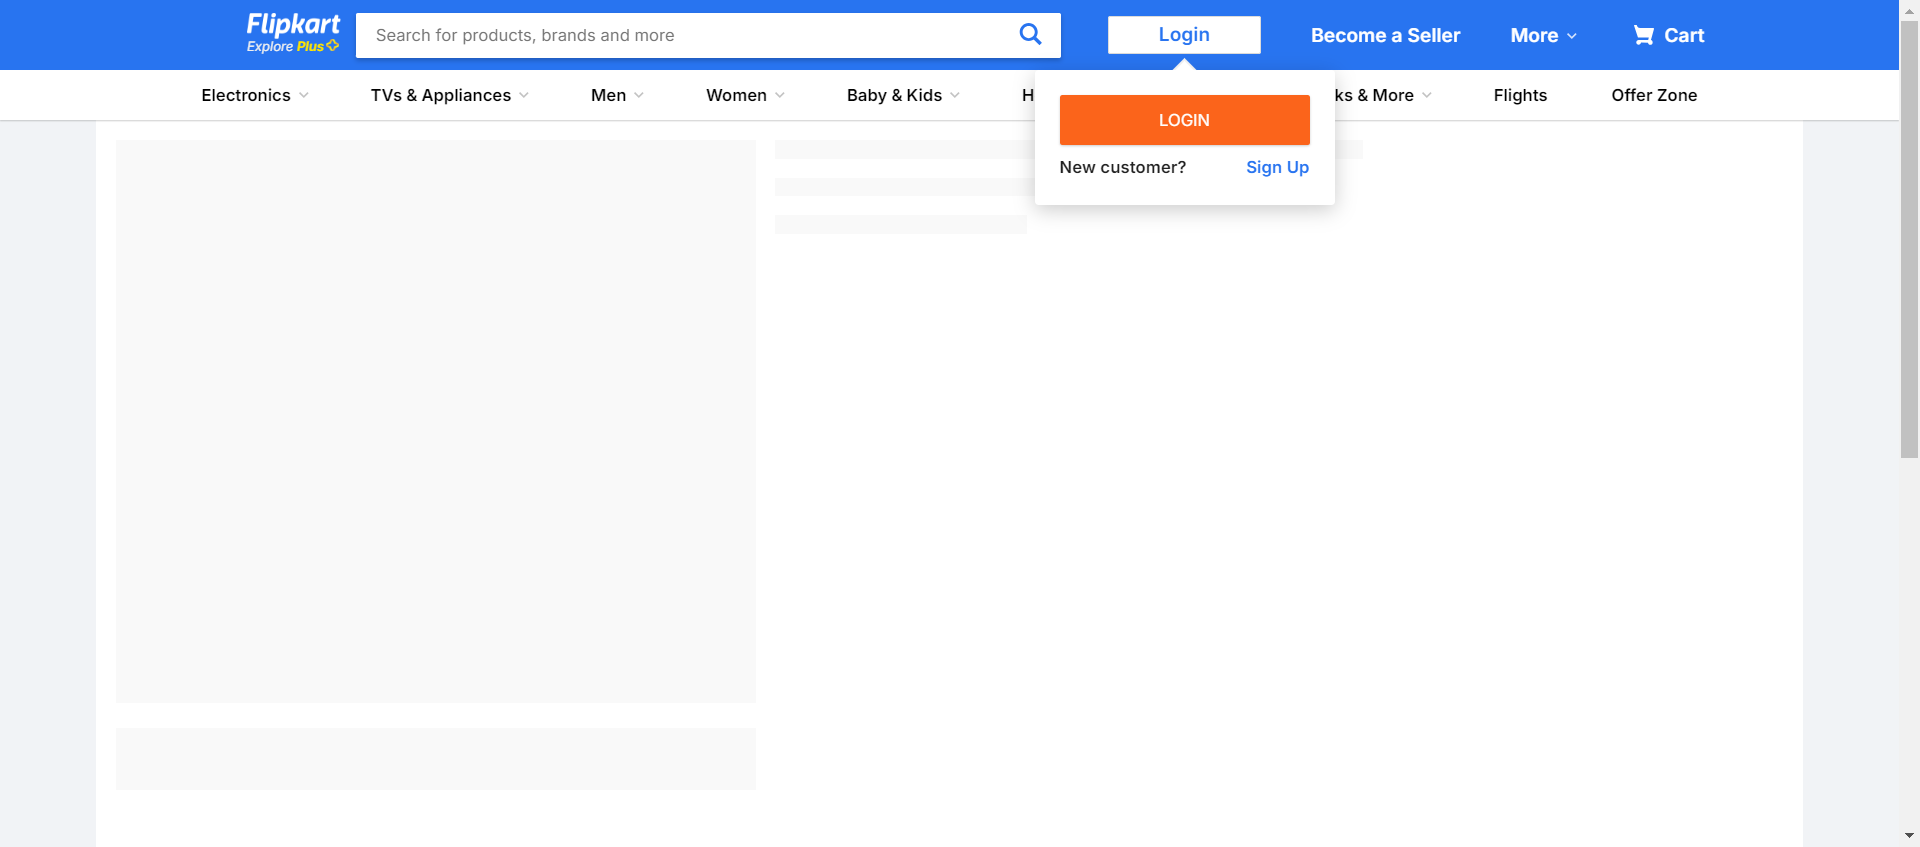 Flipkart
Explore Plus
Search for products, brands and more
Login
Become a Seller
More
Cart
Electronics
TVs & Appliances
Men
Women
Baby & Kids
& More
Flights
Offer Zone
LOGIN
New customer?
Sign Up